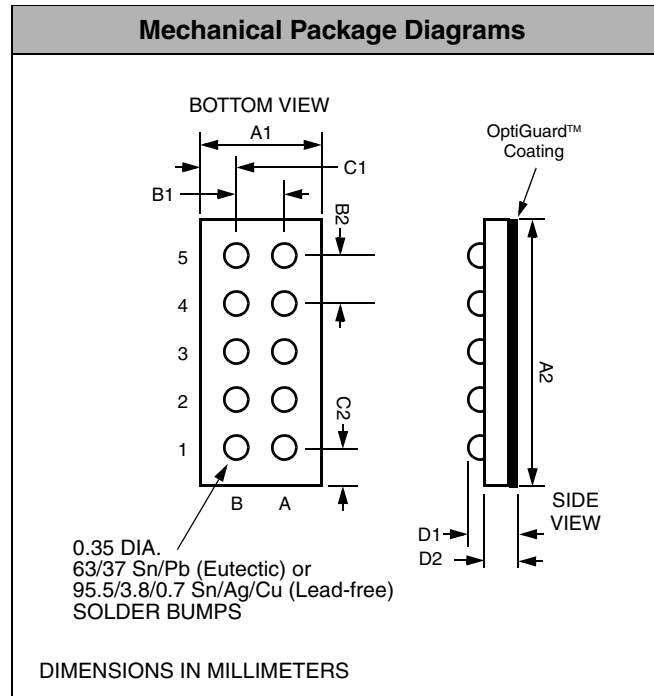 Mechanical Package Diagrams
BOTTOM VIEW
A1
C1
B1
B2
OptiGuard™
Coating
5
4
3
2
1
C2
A2
B A
SIDE
VIEW
D1
D2
0.35 DIA.
63/37 Sn/Pb (Eutectic) or
95.5/3.8/0.7 Sn/Ag/Cu (Lead-free)
SOLDER BUMPS
DIMENSIONS IN MILLIMETERS